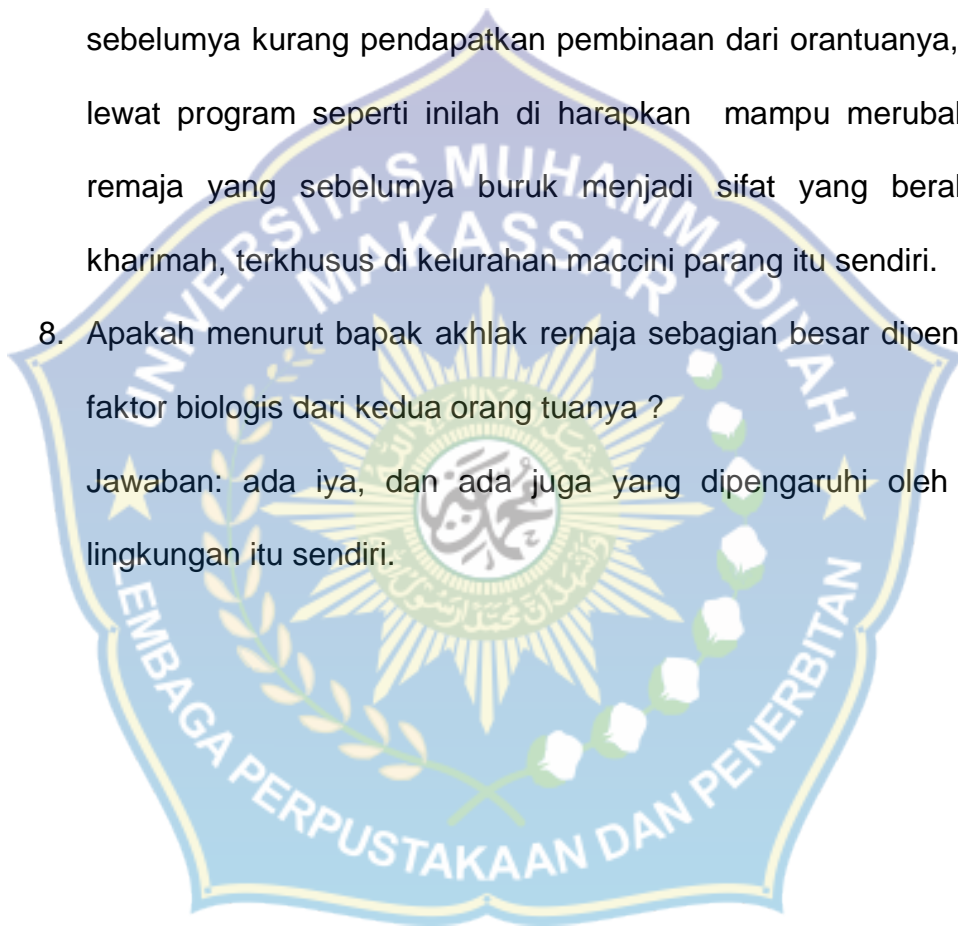 sebelumya kurang pendapatkan pembinaan dari orantuanya,
lewat program seperti inilah di harapkan mampu meruba
remaja yang sebelumya buruk menjadi sifat yang bera
kharimah, terkhusus di kelurahan maccini parang itu sendiri.
8. Apakah menurut bapak akhlak remaja sebagian besar dipen
faktor biologis dari kedua orang tuanya ?
Jawaban: ada iya, dan ada juga yang dipengaruhi oleh
lingkungan itu sendiri.
UNIVERSITAS MUHAMMADIYAH
MAKASSAR
LEMBAGA PERPUSTAKAAN DAN PENERBITAN